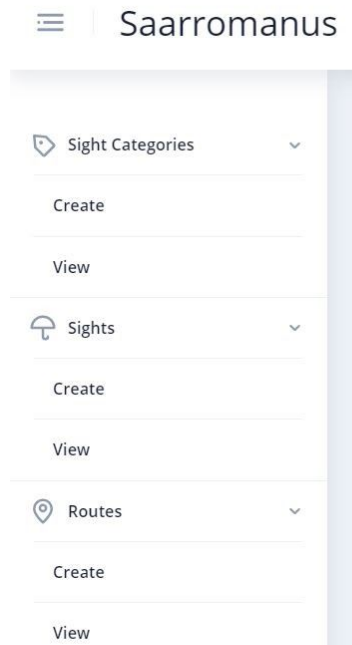 Saarromanus
Sight Categories
Create
View
Sights
Create
View
Routes
Create
View